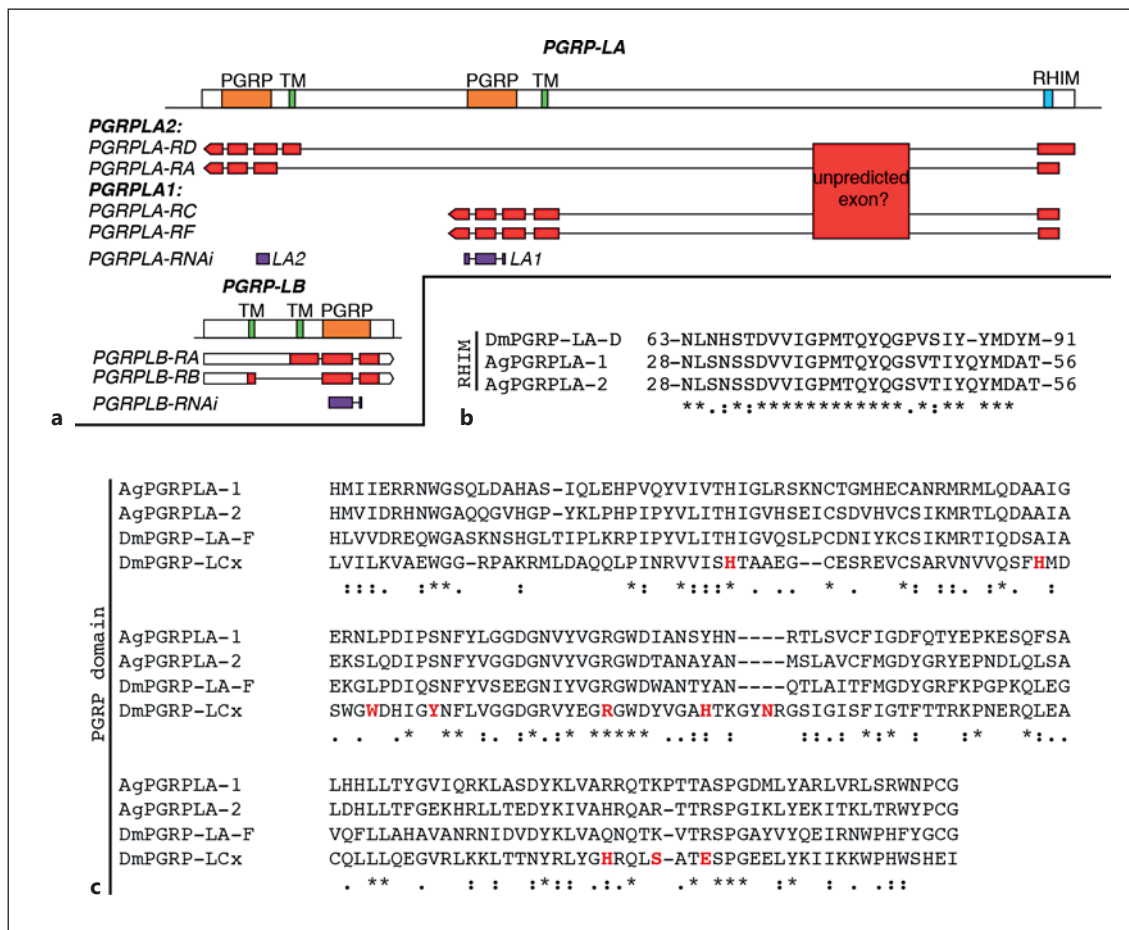 PGRP-LA
PGRP TM PGRP TM RHIM
PGRPLA2:
PGRPLA-RD
PGRPLA-RA
unpredicted
exon?
PGRPLA1:
PGRPLA-RC
PGRPLA-RF
PGRPLA-RNAi LA2 LA1
PGRP-LB
TM TM PGRP
PGRPLB-RA
PGRPLB-RB
PGRPLB-RNAi
a
RHIM
DmPGRP-LA-D 63-NLNHSTDVVIGPMTQYQGPVSIY-YMDYM-91
AgPGRPLA-1 28-NLSNSSDVVIGPMTQYQGSVTIYQYMDAT-56
AgPGRPLA-2 28-NLSNSSDVVIGPMTQYQGSVTIYQYMDAT-56
**.:*:************.*:** ***
b
PGRP domain
AgPGRPLA-1 HMIIERRNWGSQLDAHAS-IQLEHPVQYVIVTHIGLRSKNCTGMHECANRMRMLQDAAIG
AgPGRPLA-2 HMVIDRHNWGAQQGVHGP-YKLPHPIPYVLITHIGVHSEICSDVHVCSIKMRTLQDAAIA
DmPGRP-LA-F HLVVDREQWGASKNSHGLTIPLKRPIPYVLITHIGVQSLPCDNIYKCSIKMRTIQDSAIA
DmPGRP-LCx LVILKVAEWGG-RPAKRMLDAQQLPINRVVISHTAAEG--CESREVCSARVNVVQSFHMD
:::. :**. : *: *:::* . .. * . *: ::. :*. :
AgPGRPLA-1 ERNLPDIPSNFYLGGDGNVYVGRGWDIANSYHN----RTLSVCFIGDFQTYEPKESQFSA
AgPGRPLA-2 EKSLQDIPSNFYVGGDGNVYVGRGWDTANAYAN----MSLAVCFMGDYGRYEPNDLQLSA
DmPGRP-LA-F EKGLPDIQSNFYVSEEGNIYVGRGWDWANTYAN----QTLAITFMGDYGRFKPGPKQLEG
DmPGRP-LCx SWGWDHIGYNFLVGGDGRVYEGRGWDYVGAHTKGYNRGSIGISFIGTFTTRKPNERQLEA
. . .* ** :. :*.:* ***** ..:: : ::.: *:* : :* *:..
AgPGRPLA-1 LHHLLTYGVIQRKLASDYKLVARRQTKPTTASPGDMLYARLVRLSRWNPCG
AgPGRPLA-2 LDHLLTFGEKHRLLTEDYKIVAHRQAR-TTRSPGIKLYEKITKLTRWYPCG
DmPGRP-LA-F VQFLLAHAVANRNIDVDYKLVAQNQTK-VTRSPGAYVYQEIRNWPHFYGCG
DmPGRP-LCx CQLLLQEGVRLKKLTTNYRLYGHRQLS-ATESPGEELYKIIKKWPHWSHEI
. ** . : : :*:: .:.* .* *** :* : . ::
c